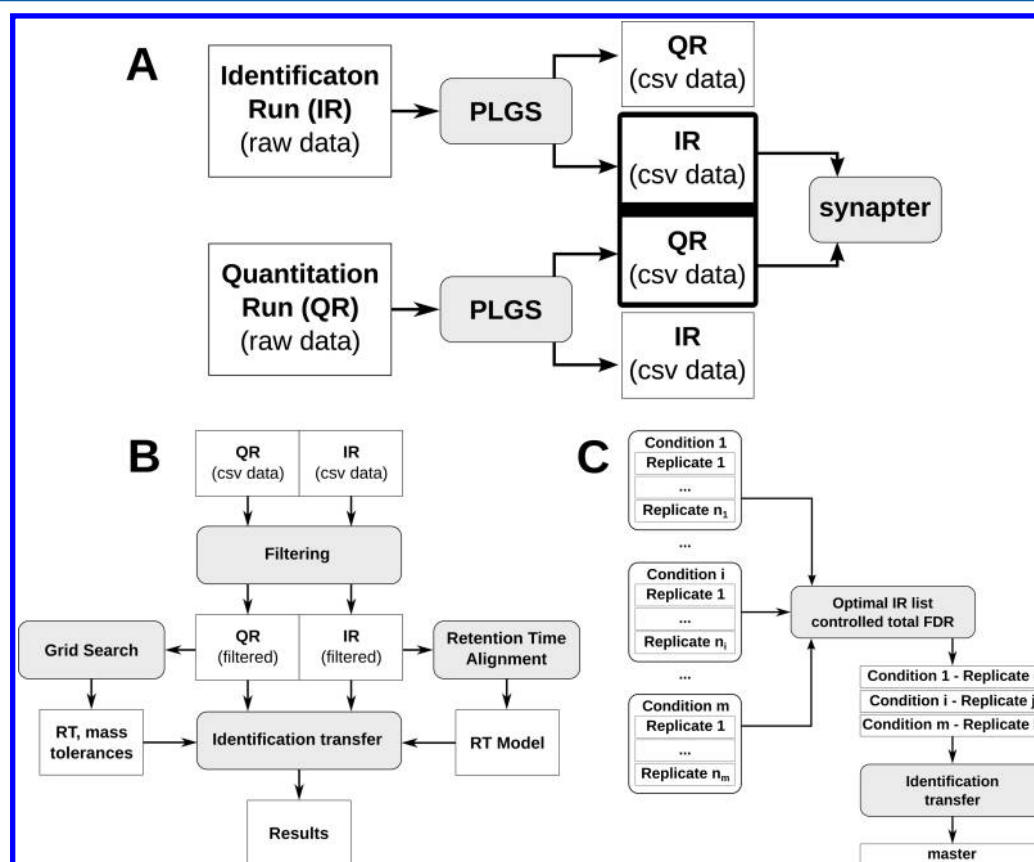 A
Identificaton
Run (IR)
(raw data)
PLGS
QR
(csv data)
IR
(csv data)
synapter
Quantitation
Run (QR)
(raw data)
PLGS
QR
(csv data)
IR
(csv data)
B
QR
(csv data)
IR
(csv data)
Filtering
Grid Search
QR
(filtered)
IR
(filtered)
Retention Time
Alignment
RT, mass
tolerances
Identification transfer
RT Model
Results
C
Condition 1
Replicate 1
...
Replicate n₁
...
Condition i
Replicate 1
...
Replicate nᵢ
...
Condition m
Replicate 1
...
Replicate nₘ
Optimal IR list
controlled total FDR
Condition 1 - Replicate
Condition i - Replicate j
Condition m - Replicate
Identification
transfer
master